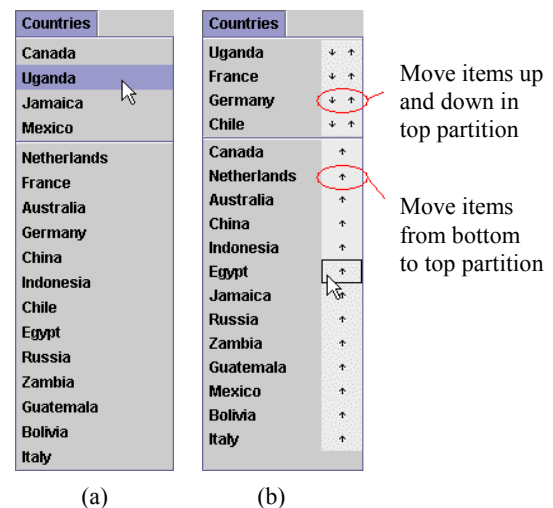 Countries
Canada
Uganda
Jamaica
Mexico
Netherlands
France
Australia
Germany
China
Indonesia
Chile
Egypt
Russia
Zambia
Guatemala
Bolivia
Italy
(a)
Countries
Uganda ↓ ↑
France ↓ ↑
Germany ↓ ↑
Chile ↓ ↑
Canada ↑
Netherlands ↑
Australia ↑
China ↑
Indonesia ↑
Egypt ↑
Jamaica ↑
Russia ↑
Zambia ↑
Guatemala ↑
Mexico ↑
Bolivia ↑
Italy ↑
(b)
Move items up
and down in
top partition
Move items
from bottom
to top partition